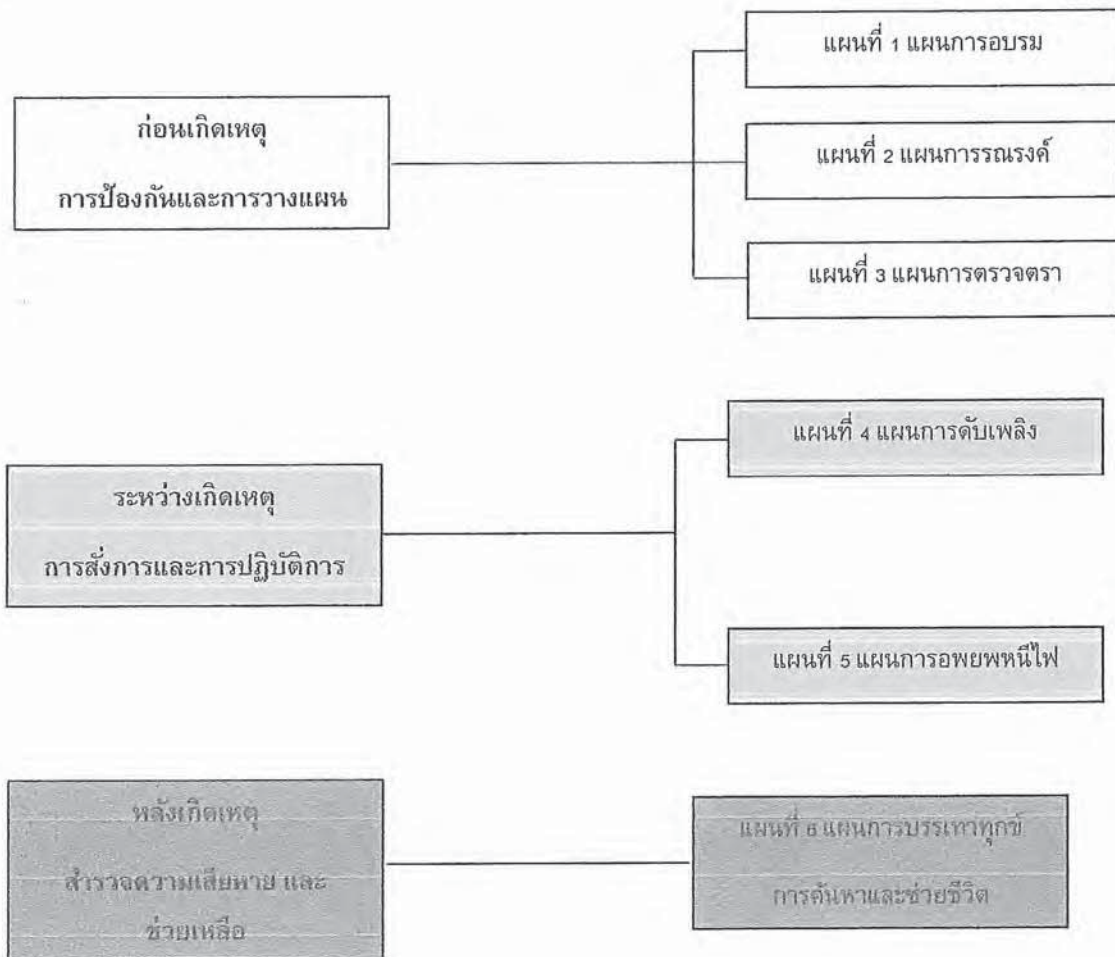 ก่อนเกิดเหตุ
การป้องกันและการวางแผน
แผนที่ 1 แผนการอบรม
แผนที่ 2 แผนการรณรงค์
แผนที่ 3 แผนการตรวจตรา
ระหว่างเกิดเหตุ
การสั่งการและการปฏิบัติการ
แผนที่ 4 แผนการดับเพลิง
แผนที่ 5 แผนการอพยพหนีไฟ
หลังเกิดเหตุ
สำรวจความเสียหาย และ
ช่วยเหลือ
แผนที่ 6 แผนการบรรเทาทุกข์
การค้นหาและช่วยชีวิต